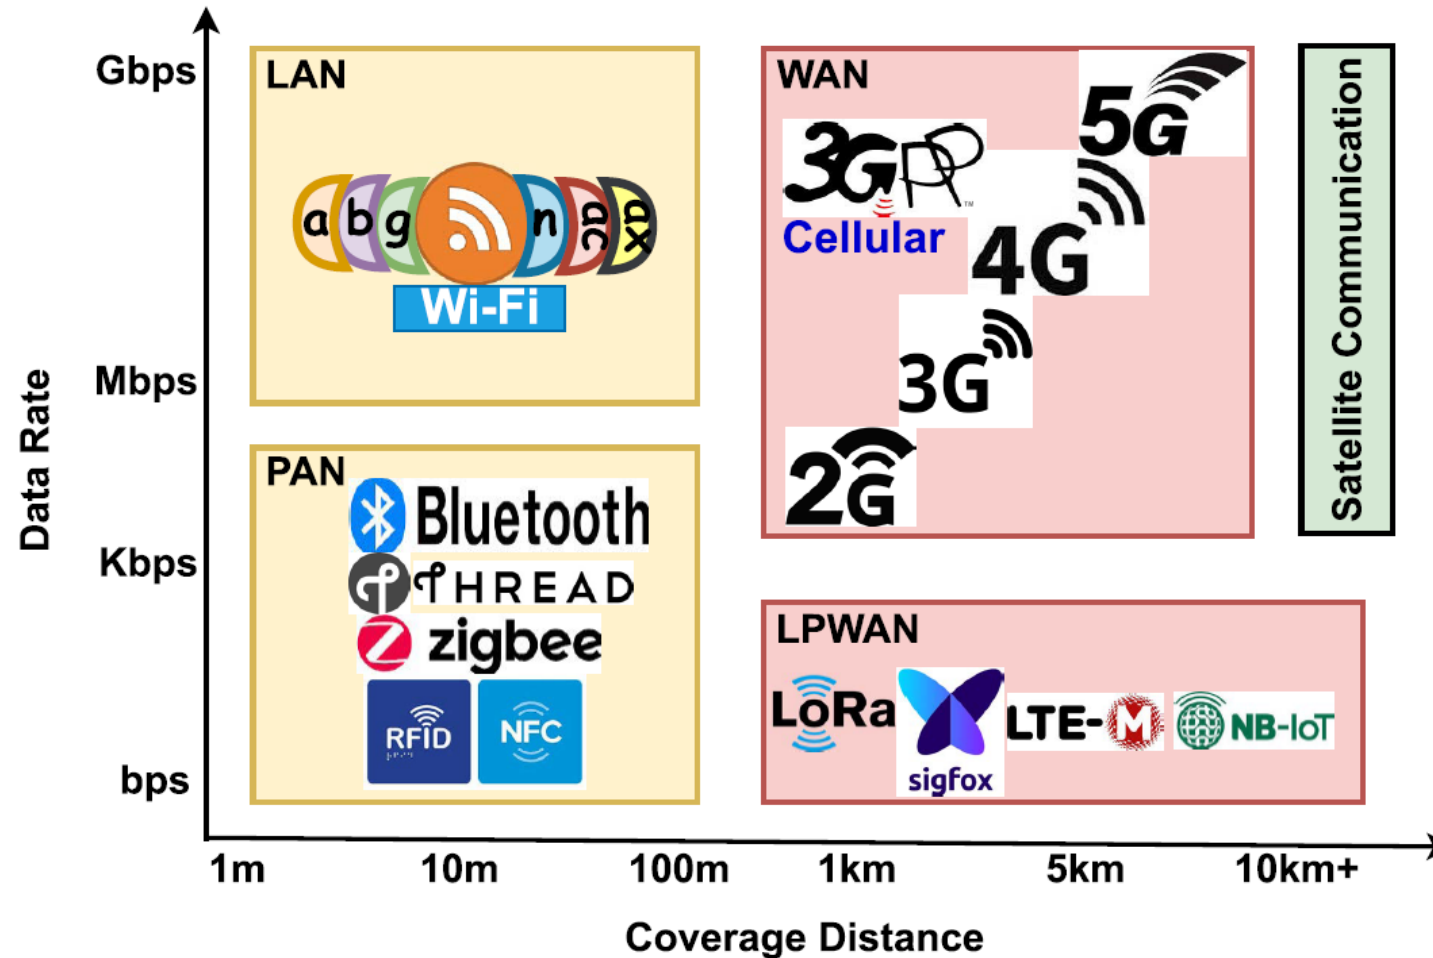 Gbps
Mbps
Kbps
bps
Data Rate
LAN
a b g n ac ax
Wi-Fi
PAN
Bluetooth
THREAD
zigbee
RFID
NFC
WAN
3GPP
TM
Cellular
5G
4G
3G
2G
LPWAN
LoRa
sigfox
LTE-M
NB-IoT
Satellite Communication
1m 10m 100m 1km 5km 10km+
Coverage Distance